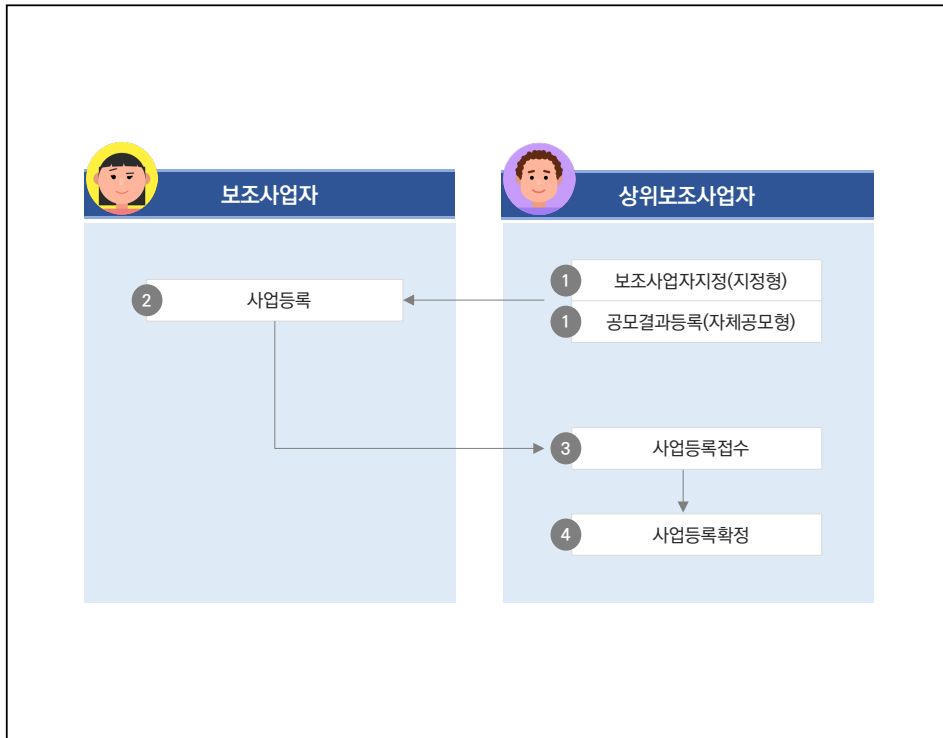 보조사업자
상위보조사업자
1 보조사업자지정(지정형)
2 사업등록
1 공모결과등록(자체공모형)
3 사업등록접수
4 사업등록확정